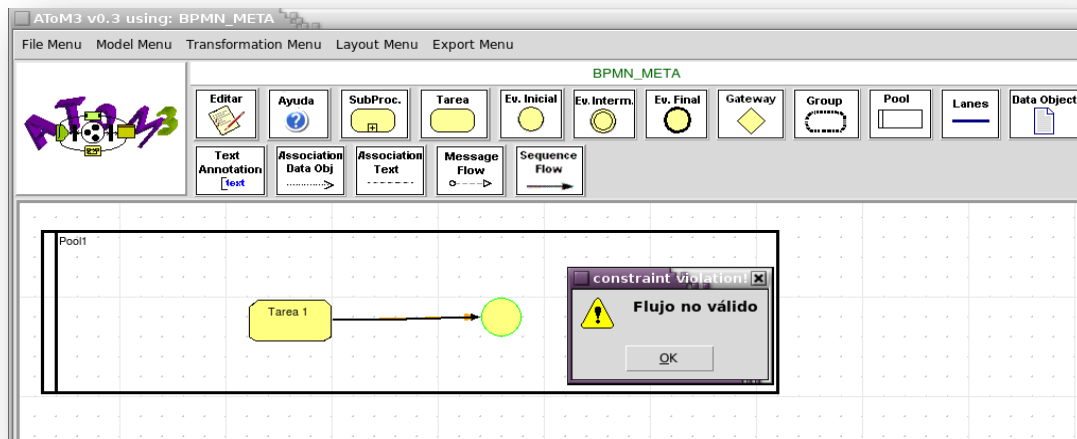 AToM3 v0.3 using: BPMN_META
File Menu Model Menu Transformation Menu Layout Menu Export Menu
BPMN_META
AToM3
Editar
Ayuda
SubProc.
Tarea
Ev. Inicial
Ev. Interm.
Ev. Final
Gateway
Group
Pool
Lanes
Data Object
Text
Annotation
[text
Association
Data Obj
Association
Text
Message
Flow
Sequence
Flow
Pool1
Tarea 1
constraint violation!
Flujo no válido
OK